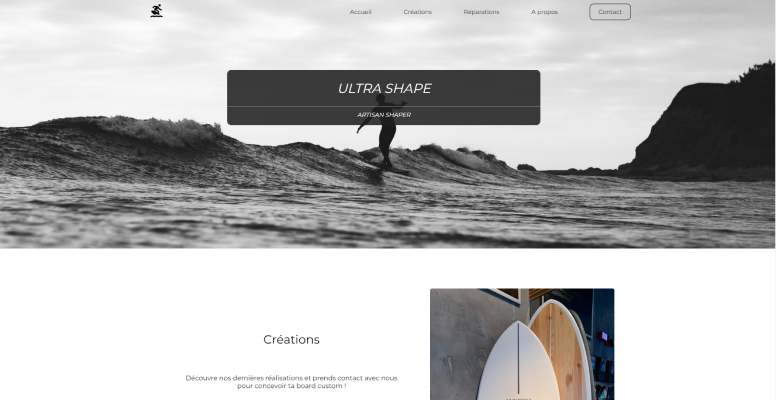 Accueil
Créations
Réparations
A propos
Contact
ULTRA SHAPE
ARTISAN SHAPER
Créations
Découvre nos dernières réalisations et prends contact avec nous
pour concevoir ta board custom !